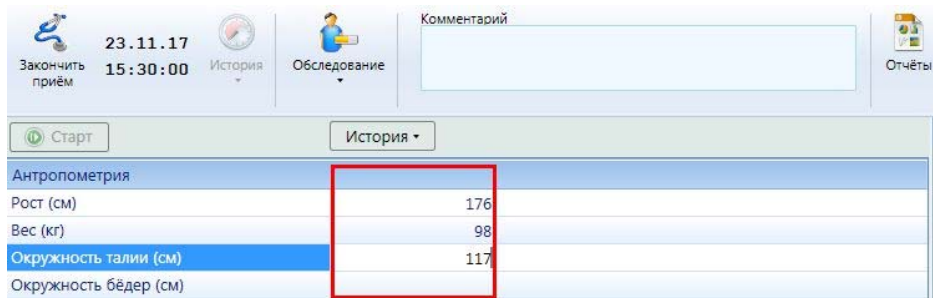 Комментарий
23.11.17
15:30:00
Закончить
приём
История
Обследование
Отчёты
Старт
История
Антропометрия
Рост (см) 176
Вес (кг) 98
Окружность талии (см) 117
Окружность бёдер (см)